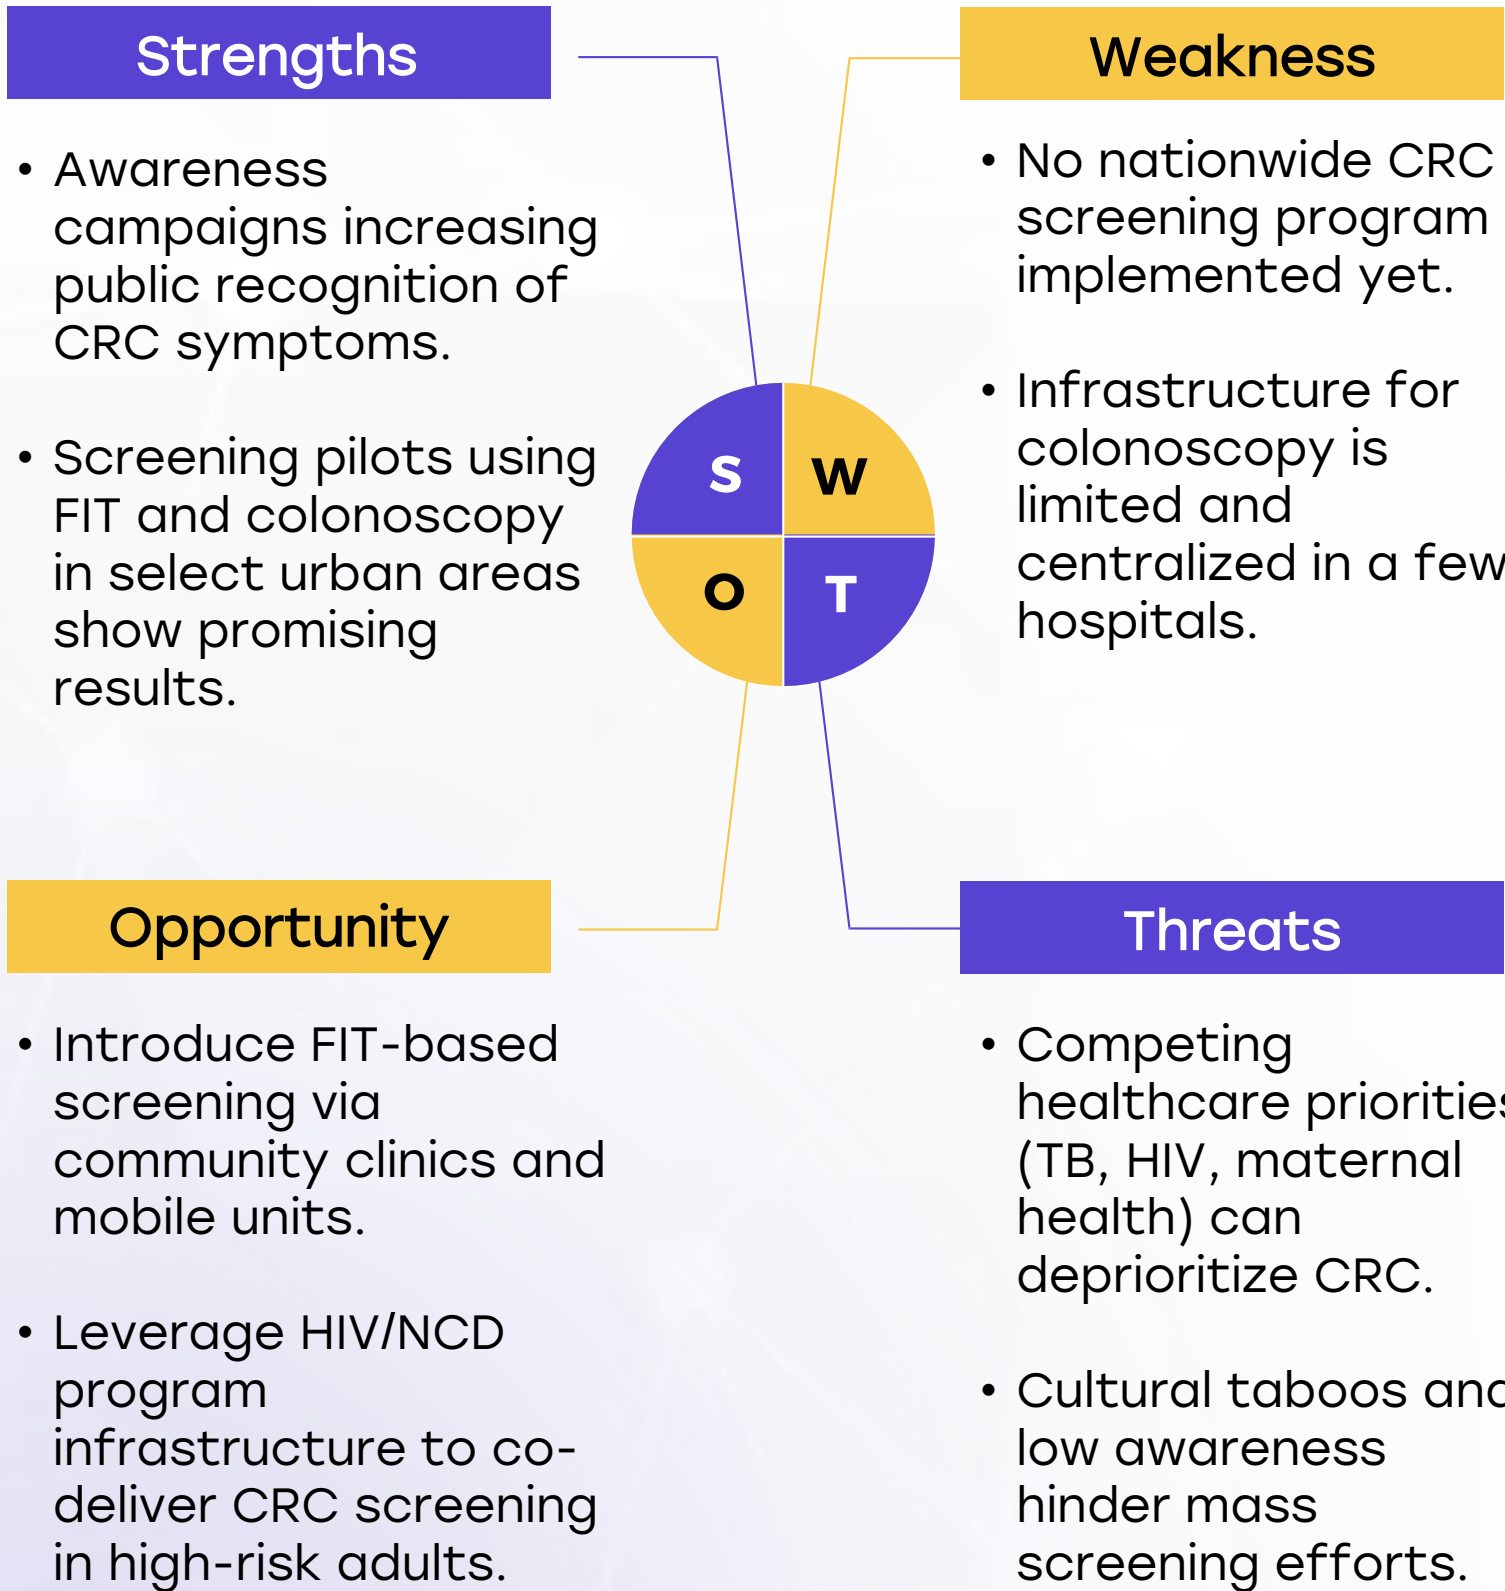 Strengths
• Awareness
campaigns increasing
public recognition of
CRC symptoms.
• Screening pilots using
FIT and colonoscopy
in select urban areas
show promising
results.
Weakness
• No nationwide CRC
screening program
implemented yet.
• Infrastructure for
colonoscopy is
limited and
centralized in a few
hospitals.
S
W
O
T
Opportunity
• Introduce FIT-based
screening via
community clinics and
mobile units.
• Leverage HIV/NCD
program
infrastructure to co-
deliver CRC screening
in high-risk adults.
Threats
• Competing
healthcare priorities
(TB, HIV, maternal
health) can
deprioritize CRC.
• Cultural taboos and
low awareness
hinder mass
screening efforts.